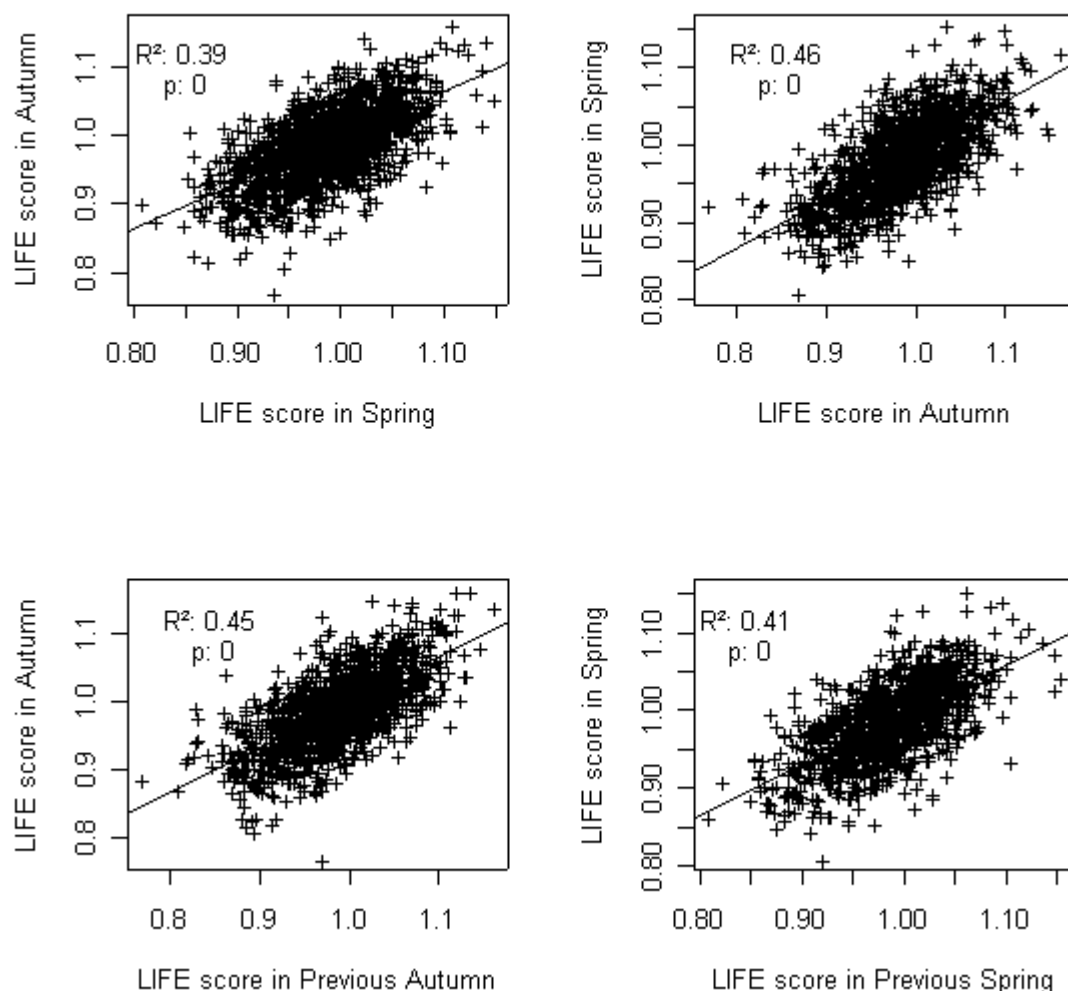 LIFE score in Autumn
0.8 0.9 1.0 1.1
R²: 0.39
p: 0
0.80 0.90 1.00 1.10
LIFE score in Spring
LIFE score in Spring
0.80 0.90 1.00 1.10
R²: 0.46
p: 0
0.8 0.9 1.0 1.1
LIFE score in Autumn
LIFE score in Autumn
0.8 0.9 1.0 1.1
R²: 0.45
p: 0
0.8 0.9 1.0 1.1
LIFE score in Previous Autumn
LIFE score in Spring
0.80 0.90 1.00 1.10
R²: 0.41
p: 0
0.80 0.90 1.00 1.10
LIFE score in Previous Spring